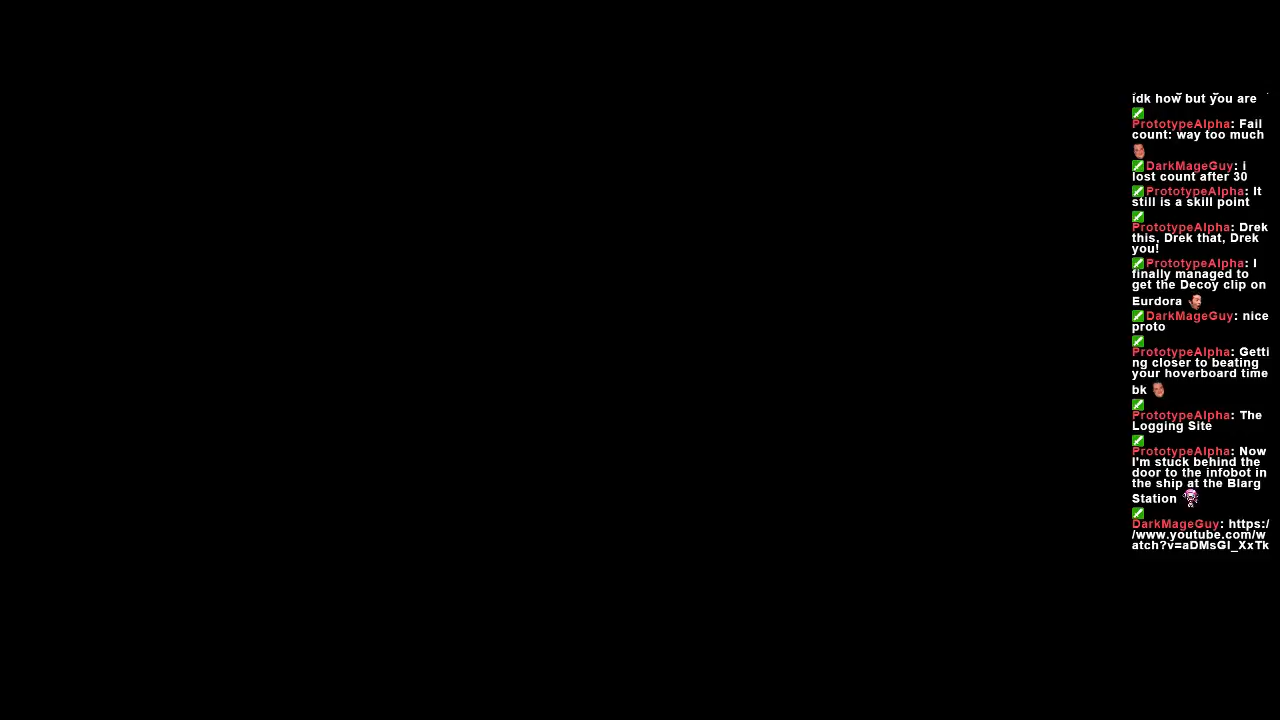 idk how but you are
PrototypeAlpha: Fail
count: way too much
DarkMageGuy: i
lost count after 30
PrototypeAlpha: It
still is a skill point
PrototypeAlpha: Drek
this, Drek that, Drek
you!
PrototypeAlpha: I
finally managed to
get the Decoy clip on
Eurdora
DarkMageGuy: nice
proto
PrototypeAlpha: Getti
ng closer to beating
your hoverboard time
bk
PrototypeAlpha: The
Logging Site
PrototypeAlpha: Now
I'm stuck behind the
door to the infobot in
the ship at the Blarg
Station
DarkMageGuy: https:/
/www.youtube.com/w
atch?v=aDMsGI_XxTk